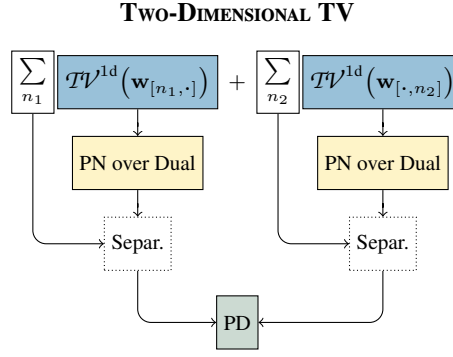 TWO-DIMENSIONAL TV
∑ n₁ 𝒯𝒱¹ᵈ(w[n₁,·]) + ∑ n₂ 𝒯𝒱¹ᵈ(w[·,n₂])
PN over Dual PN over Dual
Separ. Separ.
PD